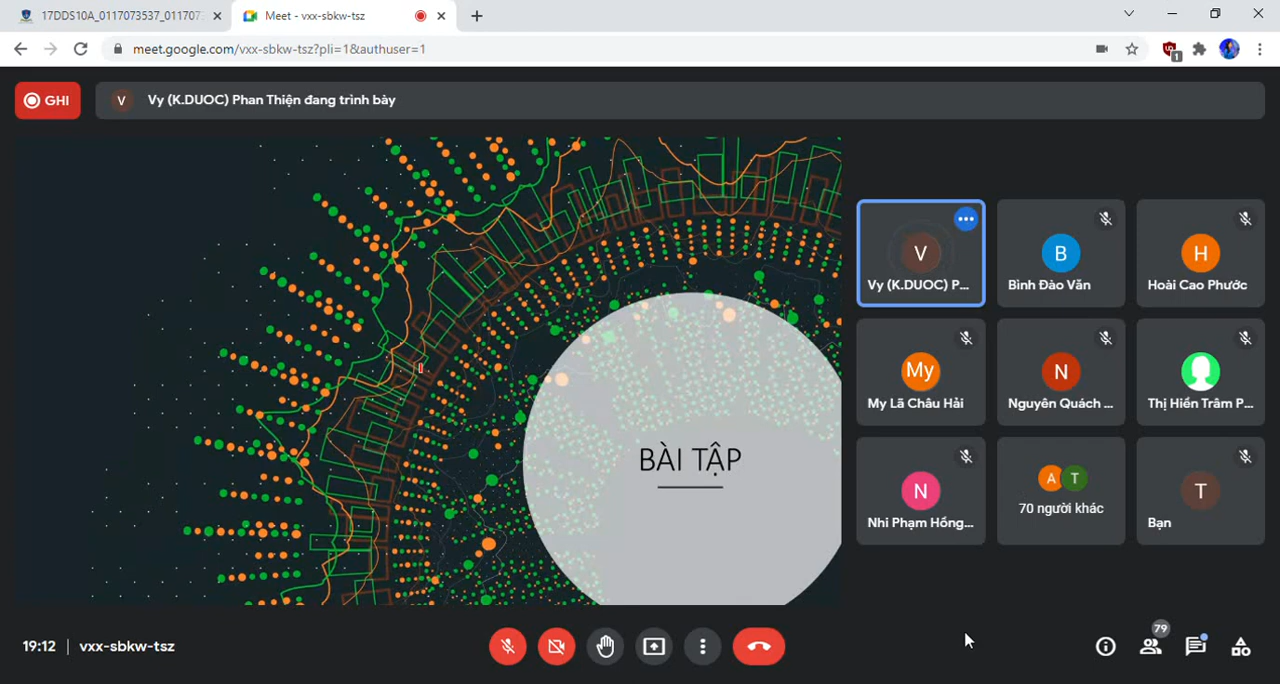 17DDS10A_0117073537_011707
Meet - vxx-sbkw-tsz
meet.google.com/vxx-sbkw-tsz?pli=1&authuser=1
1
GHI
V
Vy (K.DUOC) Phan Thiện đang trình bày
BÀI TẬP
V
Vy (K.DUOC) P...
B
Bình Đào Văn
H
Hoài Cao Phước
My
My Lã Châu Hải
N
Nguyên Quách ...
Thị Hiền Trâm P...
N
Nhi Phạm Hồng...
A
T
70 người khác
T
Bạn
19:12 | vxx-sbkw-tsz
79